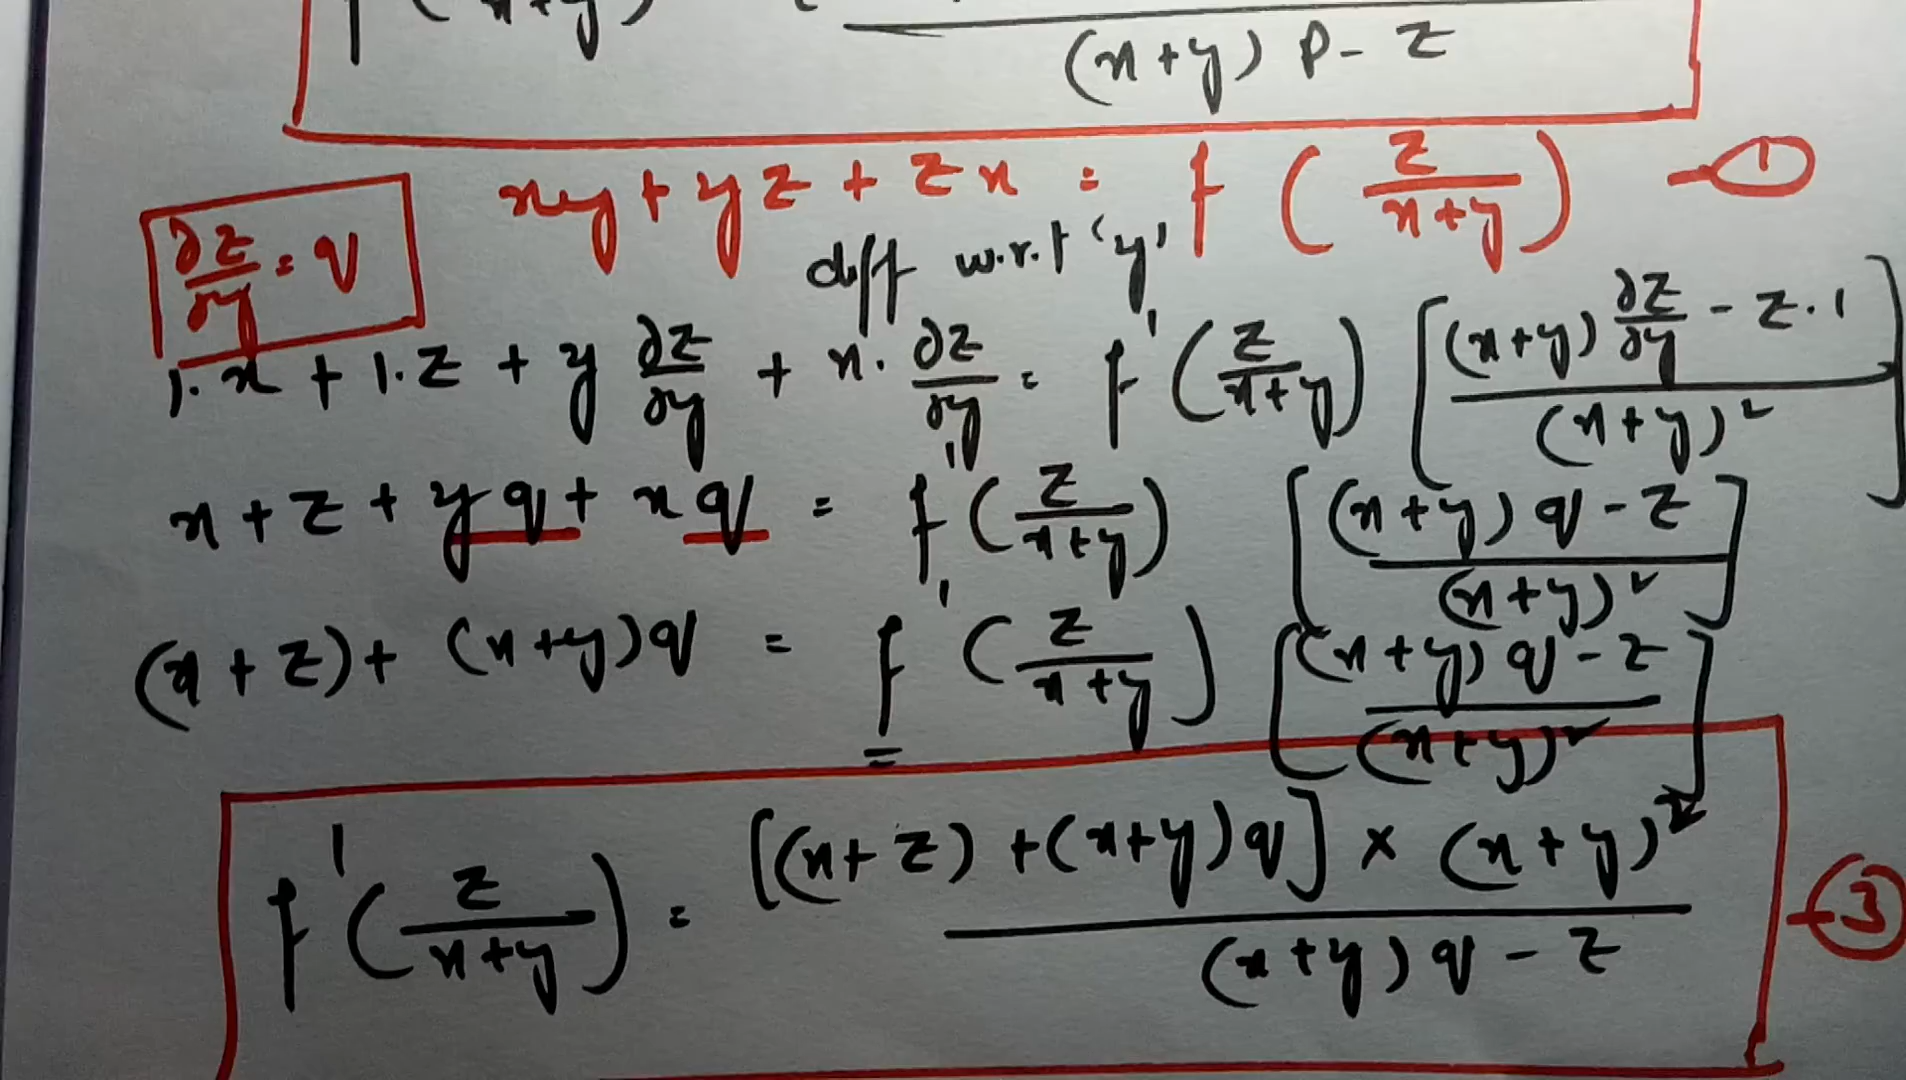 (x+y)
(x+y) p - z
xy + yz + zx = f ( z/(x+y) ) - ①
∂z/∂y = q
diff w.r.t 'y'
1.x + 1.z + y ∂z/∂y + x. ∂z/∂y = f' ( z/(x+y) ) [ ((x+y) ∂z/∂y - z.1)/(x+y)² ]
x + z + yq + xq = f' ( z/(x+y) ) [ ((x+y) q - z)/(x+y)² ]
(x+z) + (x+y)q = f' ( z/(x+y) ) [ ((x+y) q - z)/(x+y)² ]
f' ( z/(x+y) ) = [(x+z) + (x+y)q] × (x+y)² / ((x+y) q - z) - ③